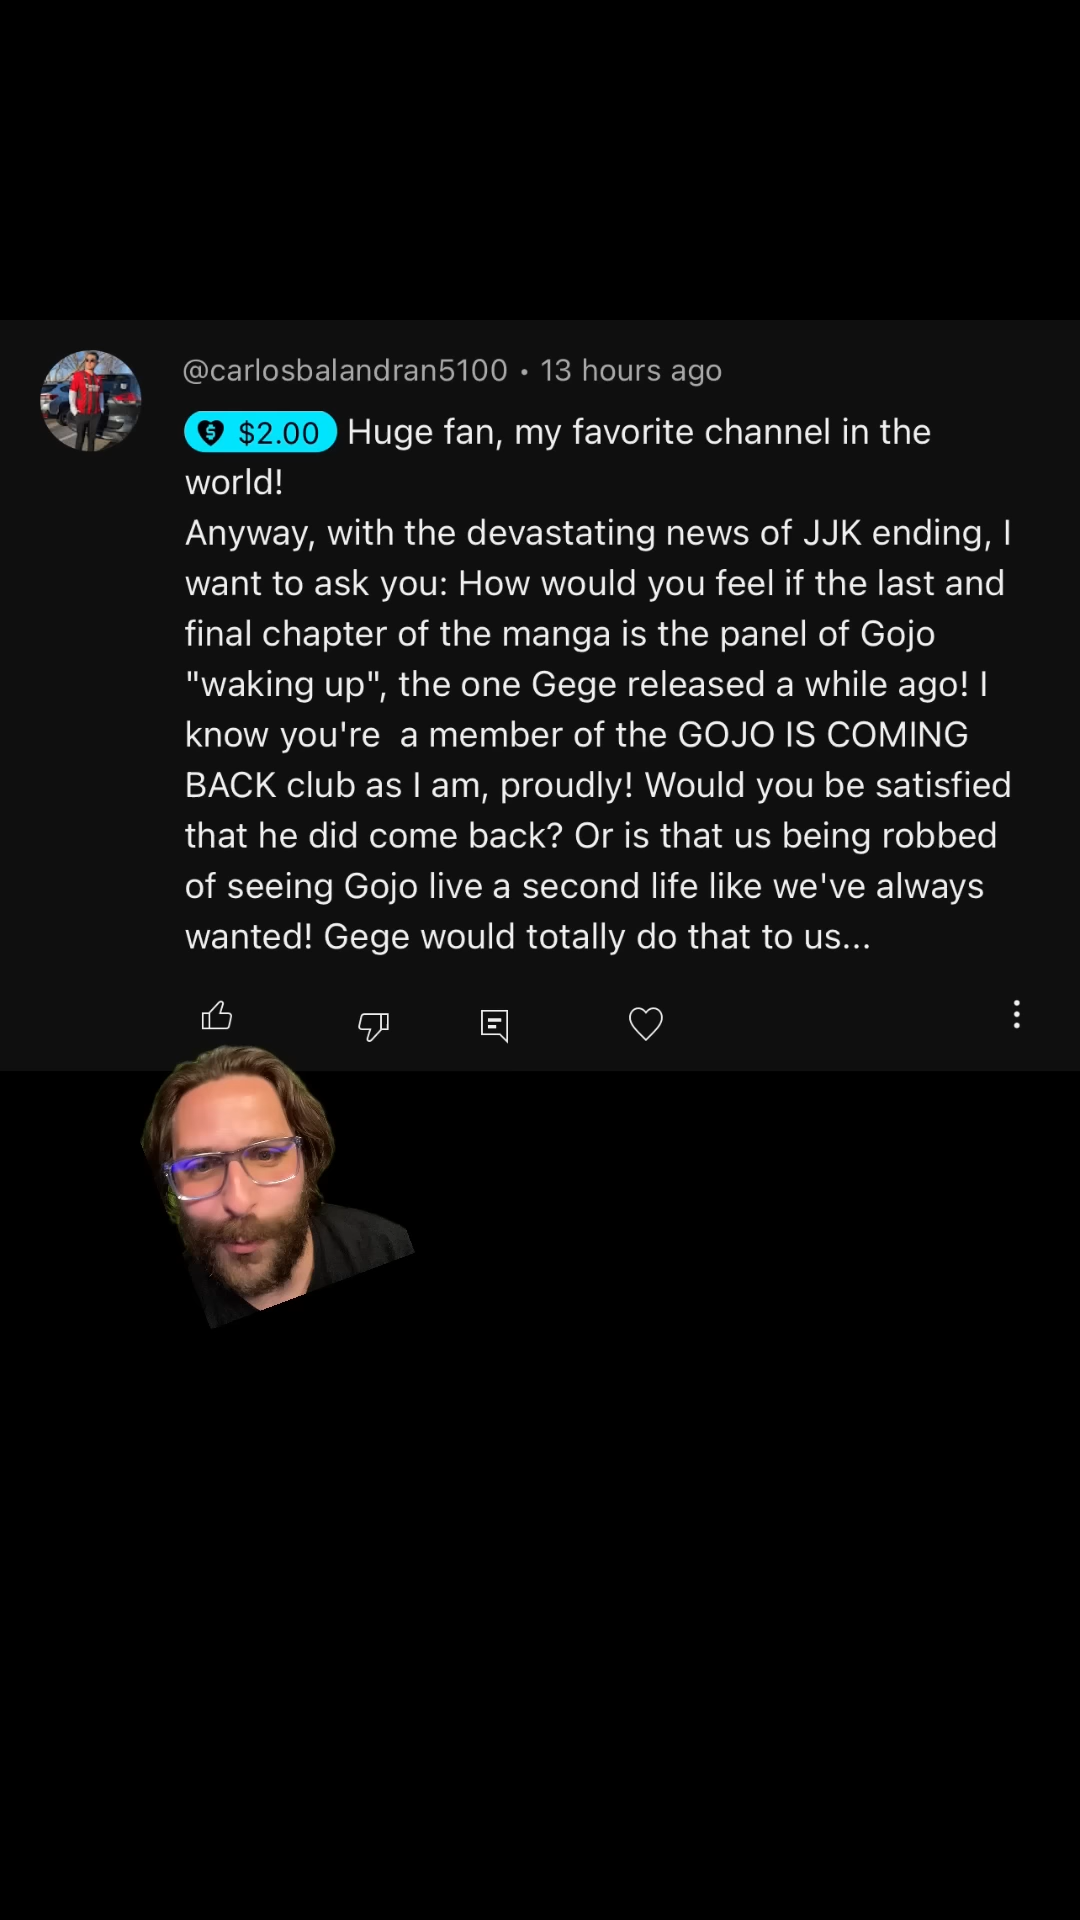 @carlosbalandran5100 • 13 hours ago
$2.00 Huge fan, my favorite channel in the
world!
Anyway, with the devastating news of JJK ending, I
want to ask you: How would you feel if the last and
final chapter of the manga is the panel of Gojo
"waking up", the one Gege released a while ago! I
know you're  a member of the GOJO IS COMING
BACK club as I am, proudly! Would you be satisfied
that he did come back? Or is that us being robbed
of seeing Gojo live a second life like we've always
wanted! Gege would totally do that to us...